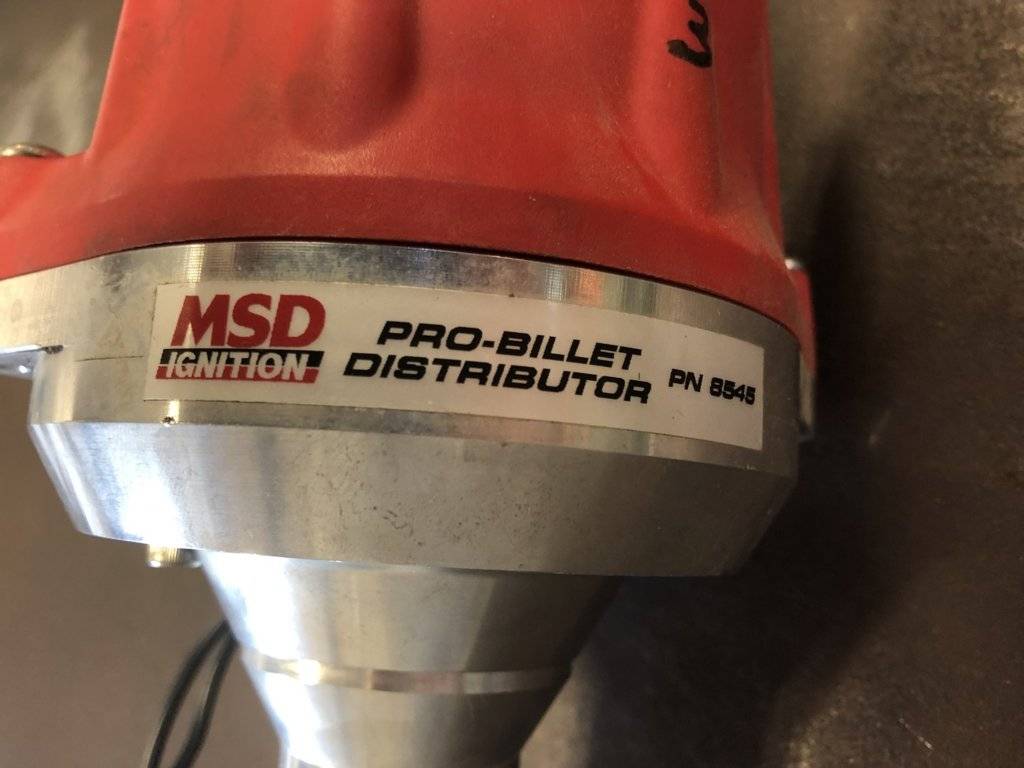 MSD
IGNITION
PRO-BILLET
DISTRIBUTOR
PN 8545